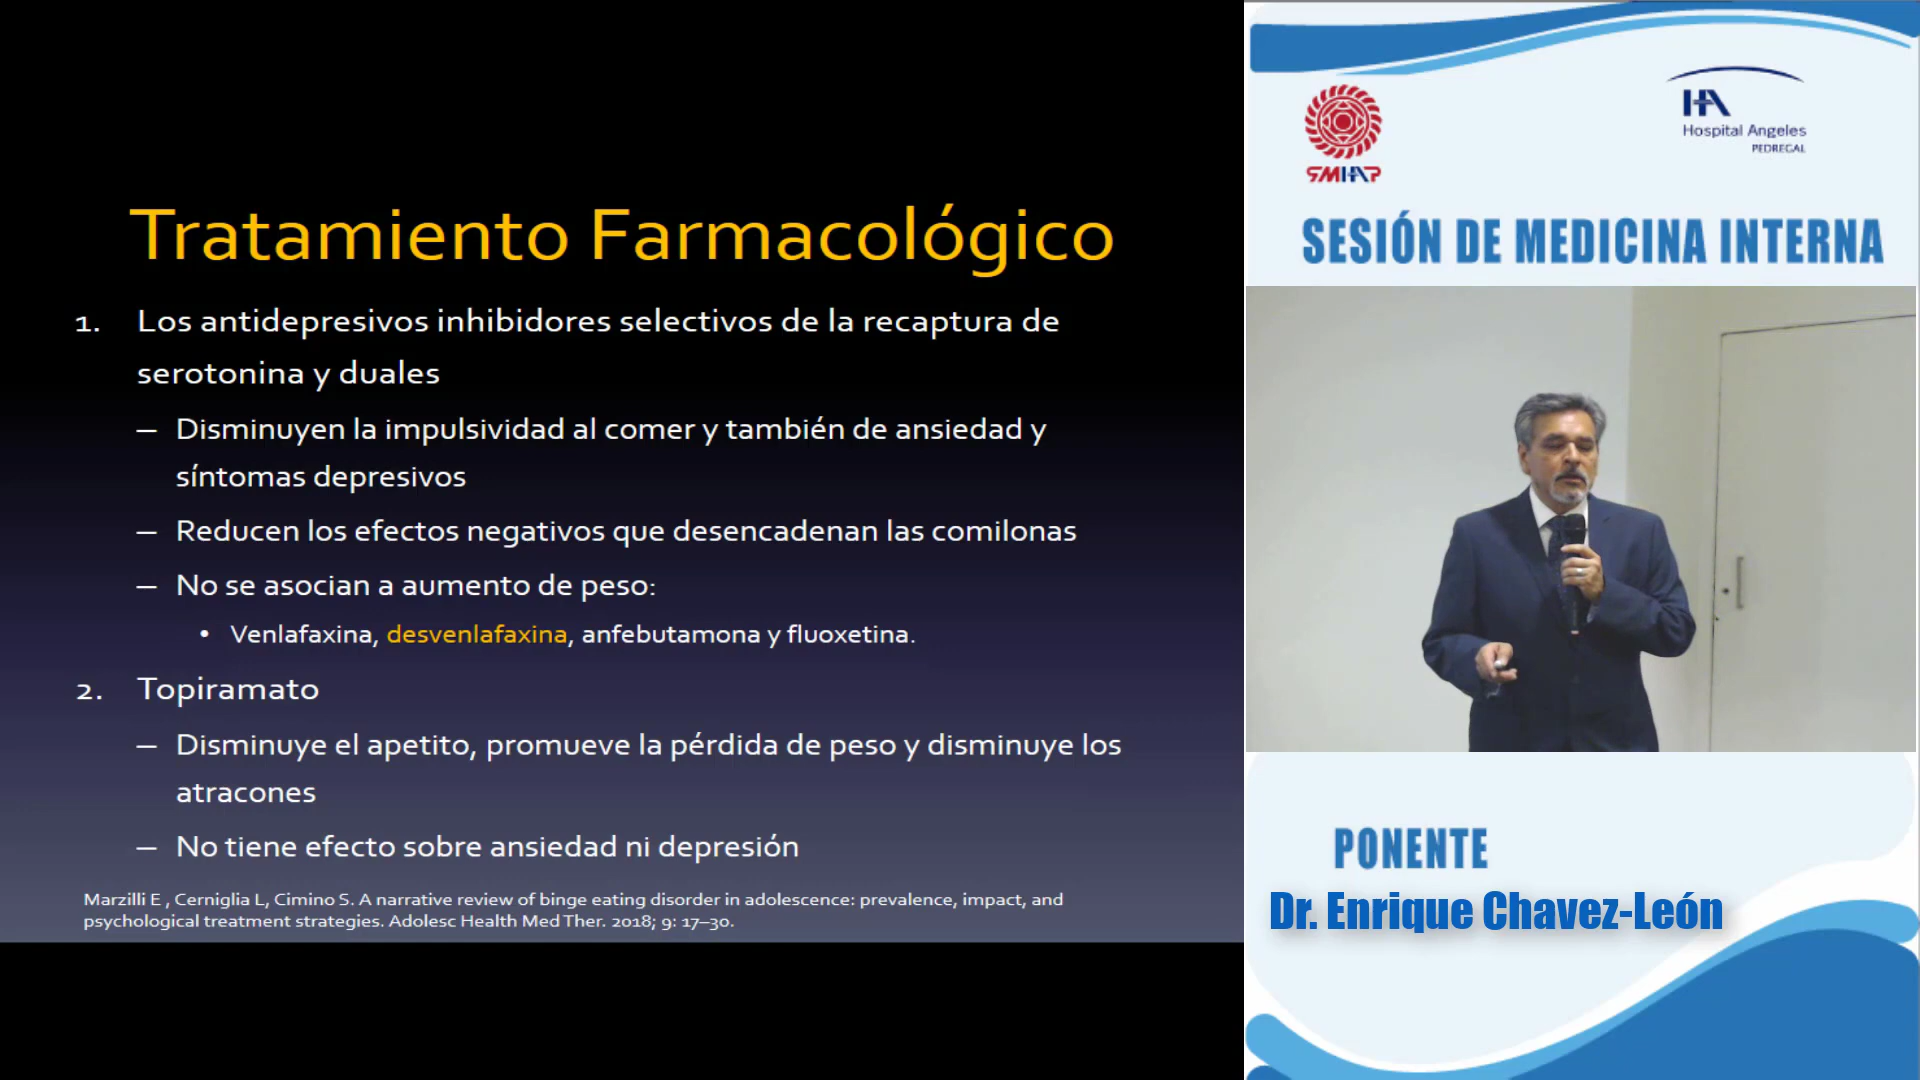 Tratamiento Farmacológico
1. Los antidepresivos inhibidores selectivos de la recaptura de
serotonina y duales
– Disminuyen la impulsividad al comer y también de ansiedad y
síntomas depresivos
– Reducen los efectos negativos que desencadenan las comilonas
– No se asocian a aumento de peso:
• Venlafaxina, desvenlafaxina, anfebutamona y fluoxetina.
2. Topiramato
– Disminuye el apetito, promueve la pérdida de peso y disminuye los
atracones
– No tiene efecto sobre ansiedad ni depresión
Marzilli E , Cerniglia L, Cimino S. A narrative review of binge eating disorder in adolescence: prevalence, impact, and
psychological treatment strategies. Adolesc Health Med Ther. 2018; 9: 17–30.
SMHAP
HA
Hospital Angeles
PEDREGAL
SESIÓN DE MEDICINA INTERNA
PONENTE
Dr. Enrique Chavez-León